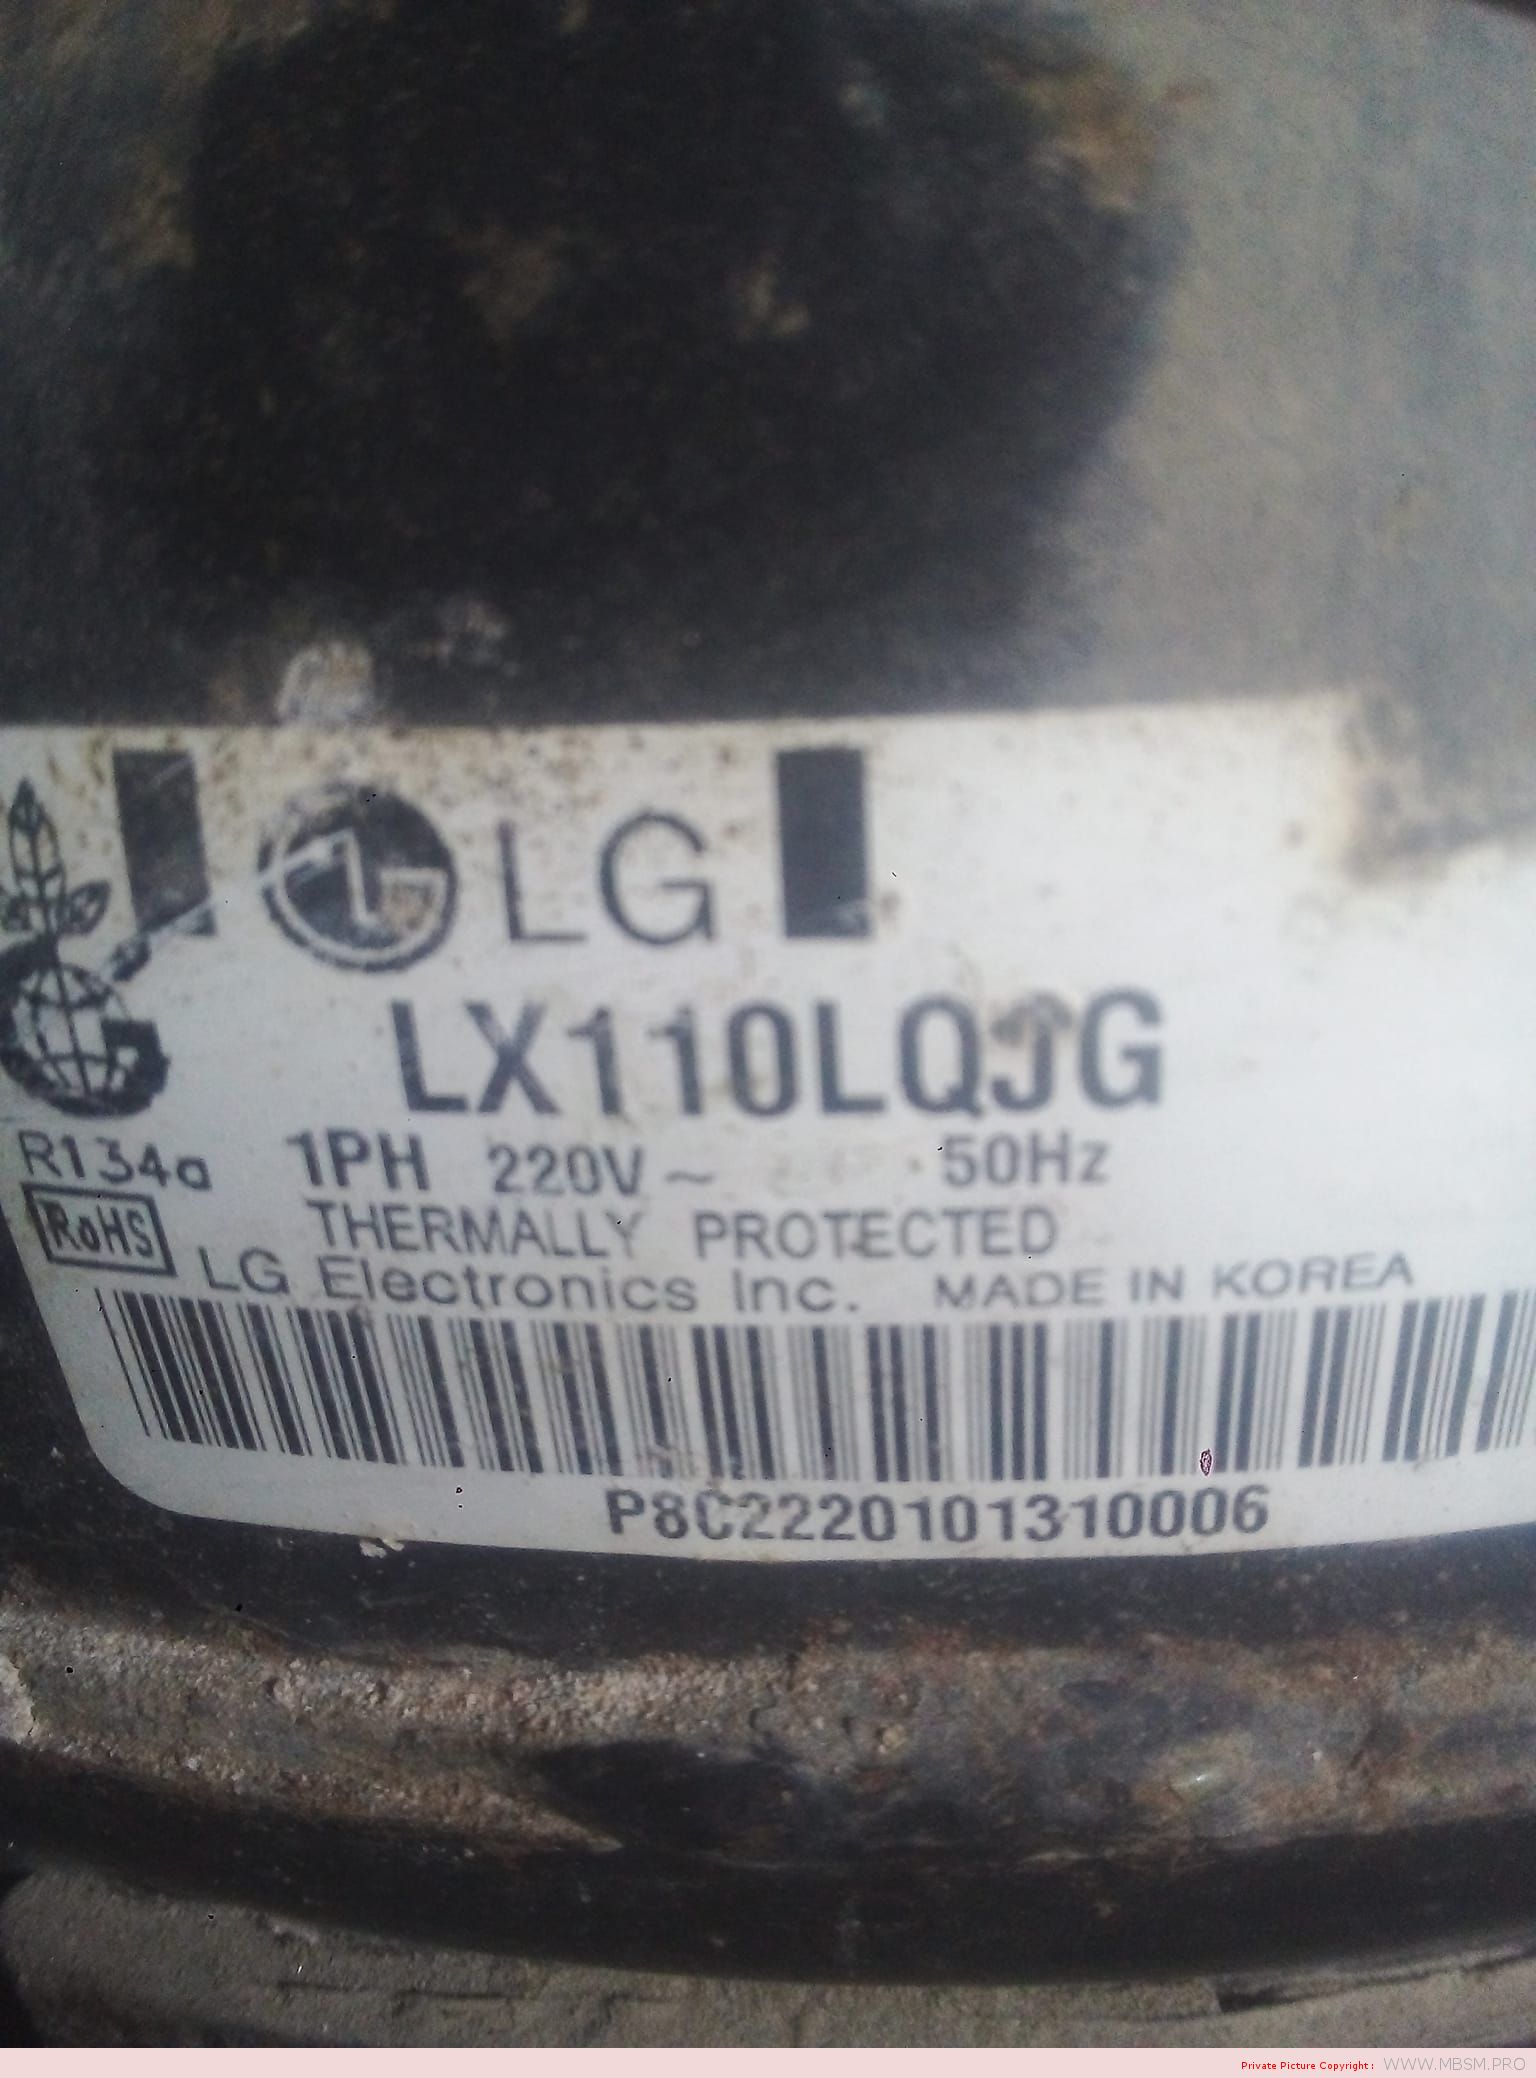 LG
LX110LQJG
R134a 1PH 220V ~ 50Hz
RoHS THERMALLY PROTECTED
LG Electronics Inc. MADE IN KOREA
P8C2220101310006
Private Picture Copyright : WWW.MBSM.PRO